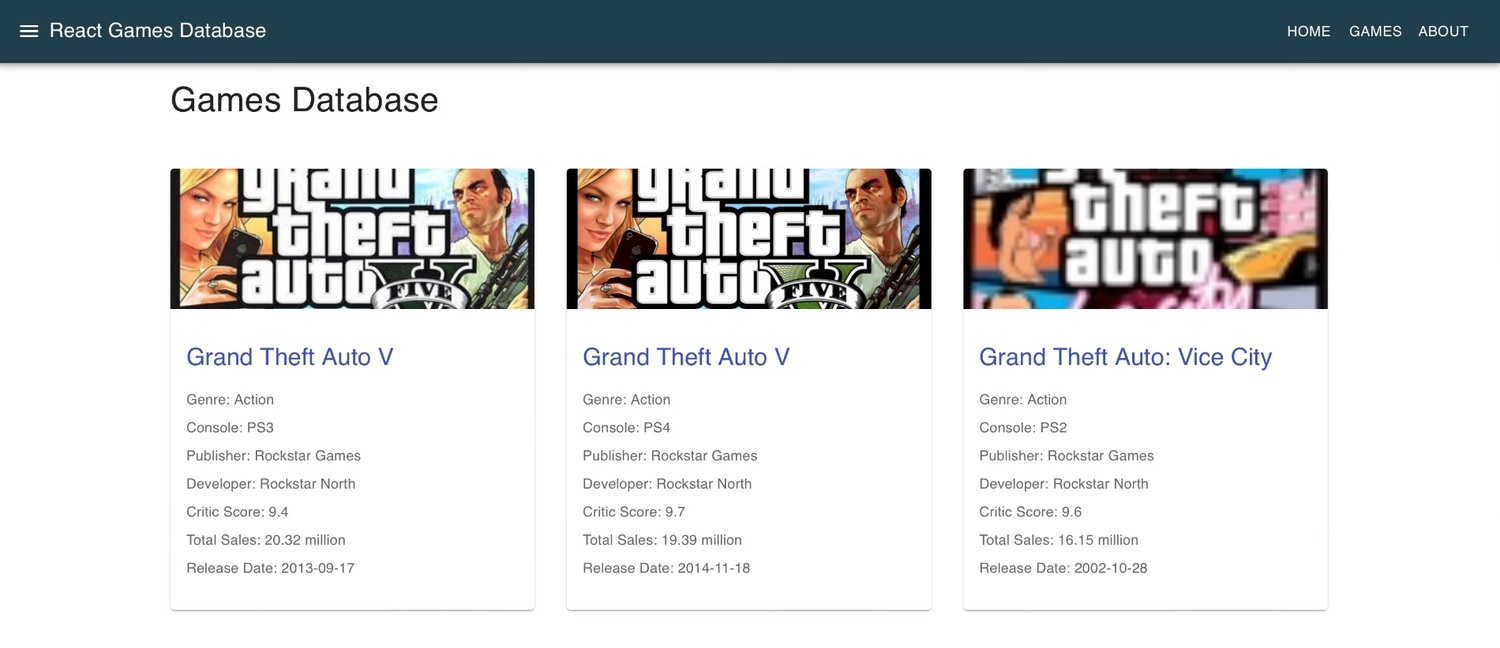 React Games Database
HOME GAMES ABOUT
Games Database
grand
theft
auto V
FIVE
grand
theft
auto V
FIVE
theft
auto
vice city
Grand Theft Auto V
Genre: Action
Console: PS3
Publisher: Rockstar Games
Developer: Rockstar North
Critic Score: 9.4
Total Sales: 20.32 million
Release Date: 2013-09-17
Grand Theft Auto V
Genre: Action
Console: PS4
Publisher: Rockstar Games
Developer: Rockstar North
Critic Score: 9.7
Total Sales: 19.39 million
Release Date: 2014-11-18
Grand Theft Auto: Vice City
Genre: Action
Console: PS2
Publisher: Rockstar Games
Developer: Rockstar North
Critic Score: 9.6
Total Sales: 16.15 million
Release Date: 2002-10-28